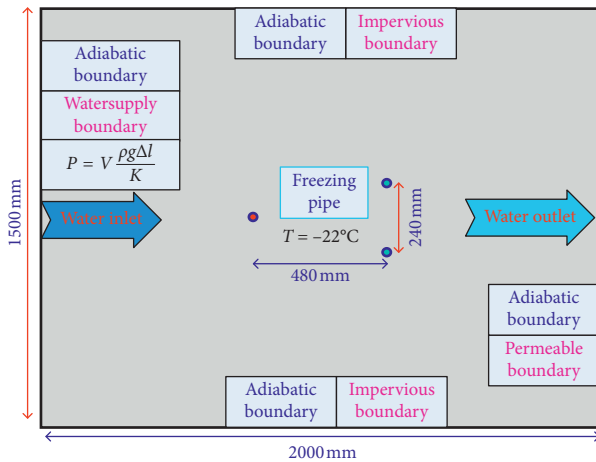 Adiabatic
boundary
Impervious
boundary
Adiabatic
boundary
Watersupply
boundary
P = V ρgΔl / K
Water inlet
Freezing
pipe
T = –22°C
480 mm
240 mm
Water outlet
1500 mm
Adiabatic
boundary
Permeable
boundary
Adiabatic
boundary
Impervious
boundary
2000 mm